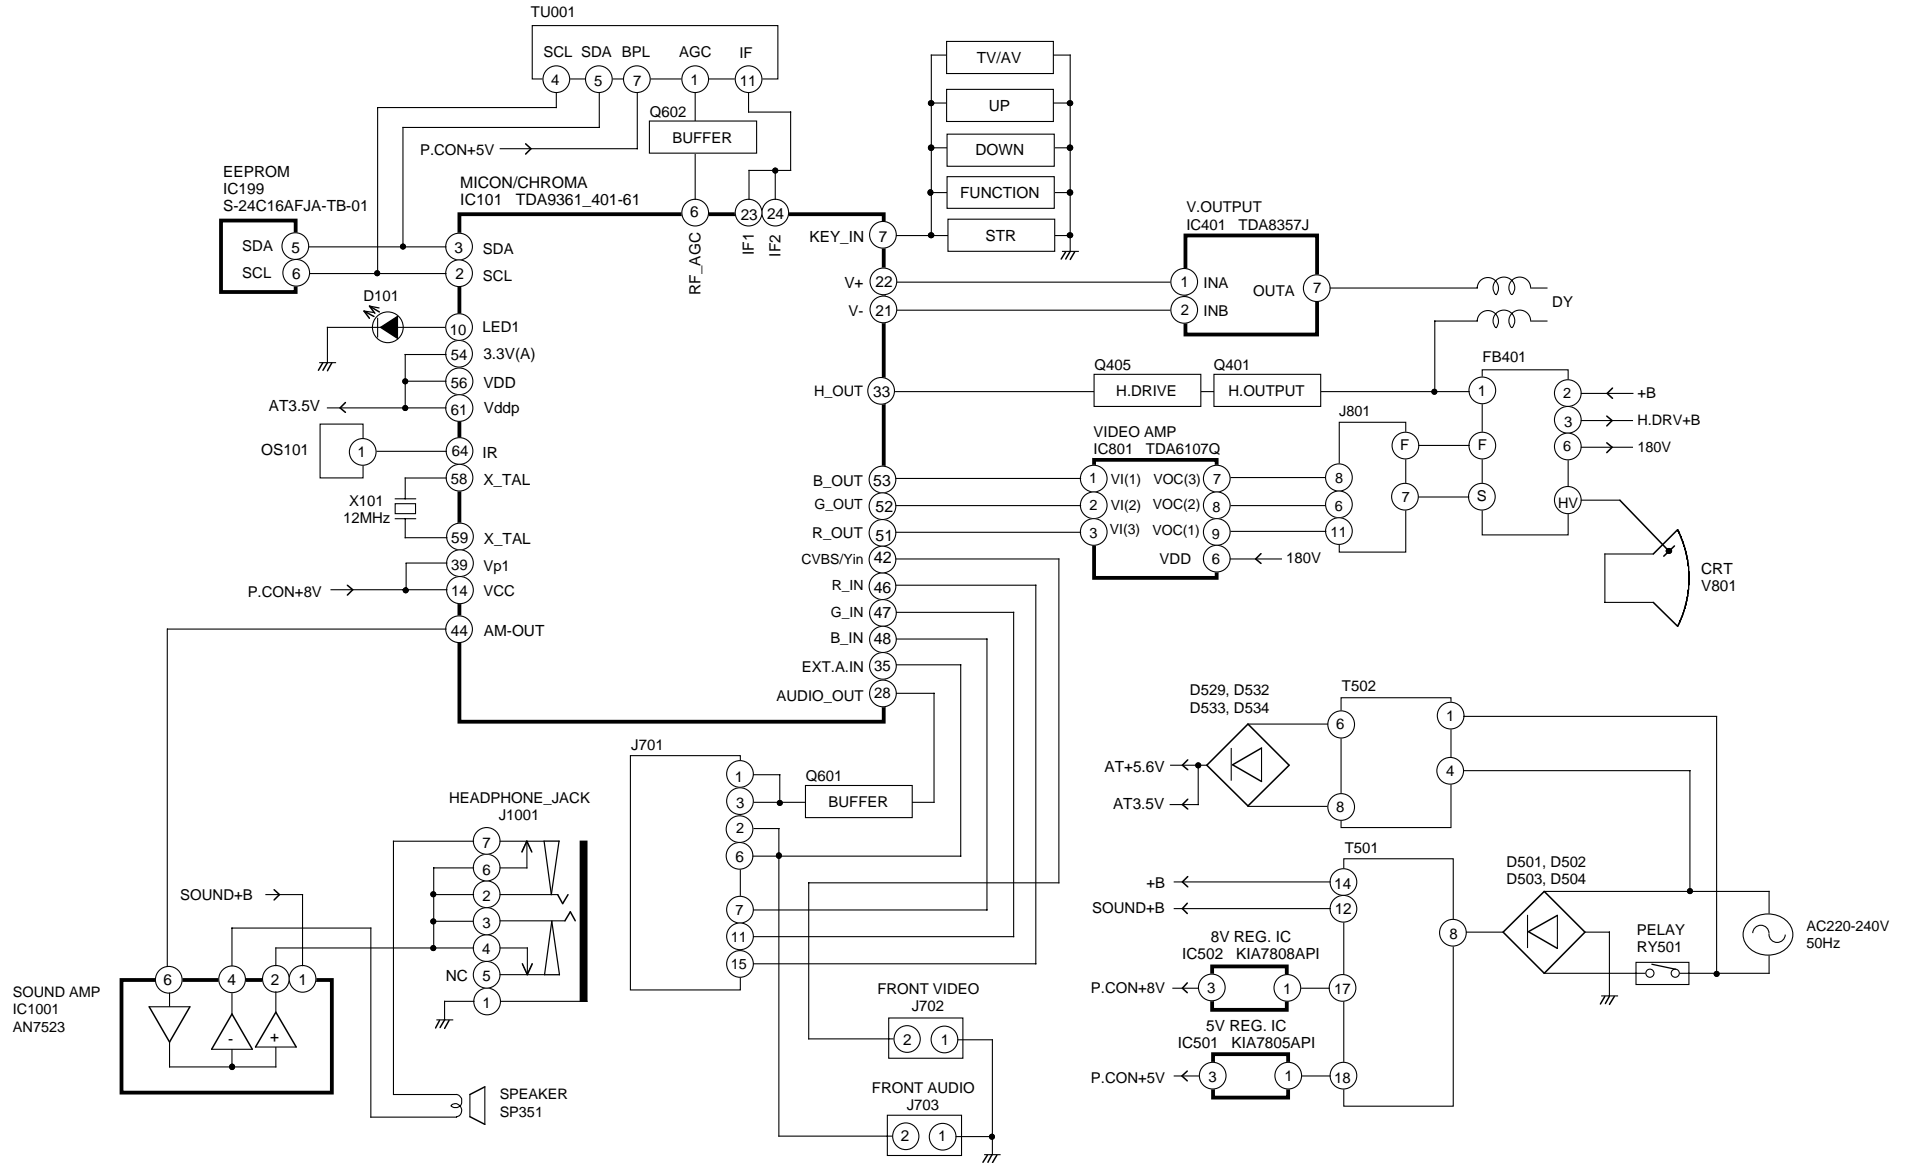 TU001
SCL SDA BPL AGC IF
4 5 7 1 11
Q602
BUFFER
P.CON+5V
TV/AV
UP
DOWN
FUNCTION
STR
EEPROM
IC199
S-24C16AFJA-TB-01
SDA 5
SCL 6
MICON/CHROMA
IC101 TDA9361_401-61
6 23 24
RF_AGC
IF1
IF2
3 SDA
2 SCL
D101
10 LED1
54 3.3V(A)
56 VDD
AT3.5V
61 Vddp
OS101
1
64 IR
58 X_TAL
X101
12MHz
59 X_TAL
39 Vp1
P.CON+8V
14 VCC
44 AM-OUT
KEY_IN 7
V+ 22
V- 21
H_OUT 33
B_OUT 53
G_OUT 52
R_OUT 51
CVBS/Yin 42
R_IN 46
G_IN 47
B_IN 48
EXT.A.IN 35
AUDIO_OUT 28
V.OUTPUT
IC401 TDA8357J
1 INA
2 INB
OUTA 7
DY
Q405
H.DRIVE
Q401
H.OUTPUT
FB401
1
2 +B
3 H.DRV+B
6 180V
F
S
HV
J801
F
7
8
6
11
VIDEO AMP
IC801 TDA6107Q
1 VI(1) VOC(3) 7
2 VI(2) VOC(2) 8
3 VI(3) VOC(1) 9
VDD 6 180V
CRT
V801
D529, D532
D533, D534
T502
6
8
1
4
AT+5.6V
AT3.5V
T501
+B 14
SOUND+B 12
8V REG. IC
IC502 KIA7808API
P.CON+8V 3 1 17
5V REG. IC
IC501 KIA7805API
P.CON+5V 3 1 18
8
D501, D502
D503, D504
PELAY
RY501
AC220-240V
50Hz
J701
1
3
2
6
7
11
15
Q601
BUFFER
FRONT VIDEO
J702
2 1
FRONT AUDIO
J703
2 1
HEADPHONE_JACK
J1001
7
6
2
3
4
NC 5
1
SOUND+B
6 4 2 1
SOUND AMP
IC1001
AN7523
- +
SPEAKER
SP351